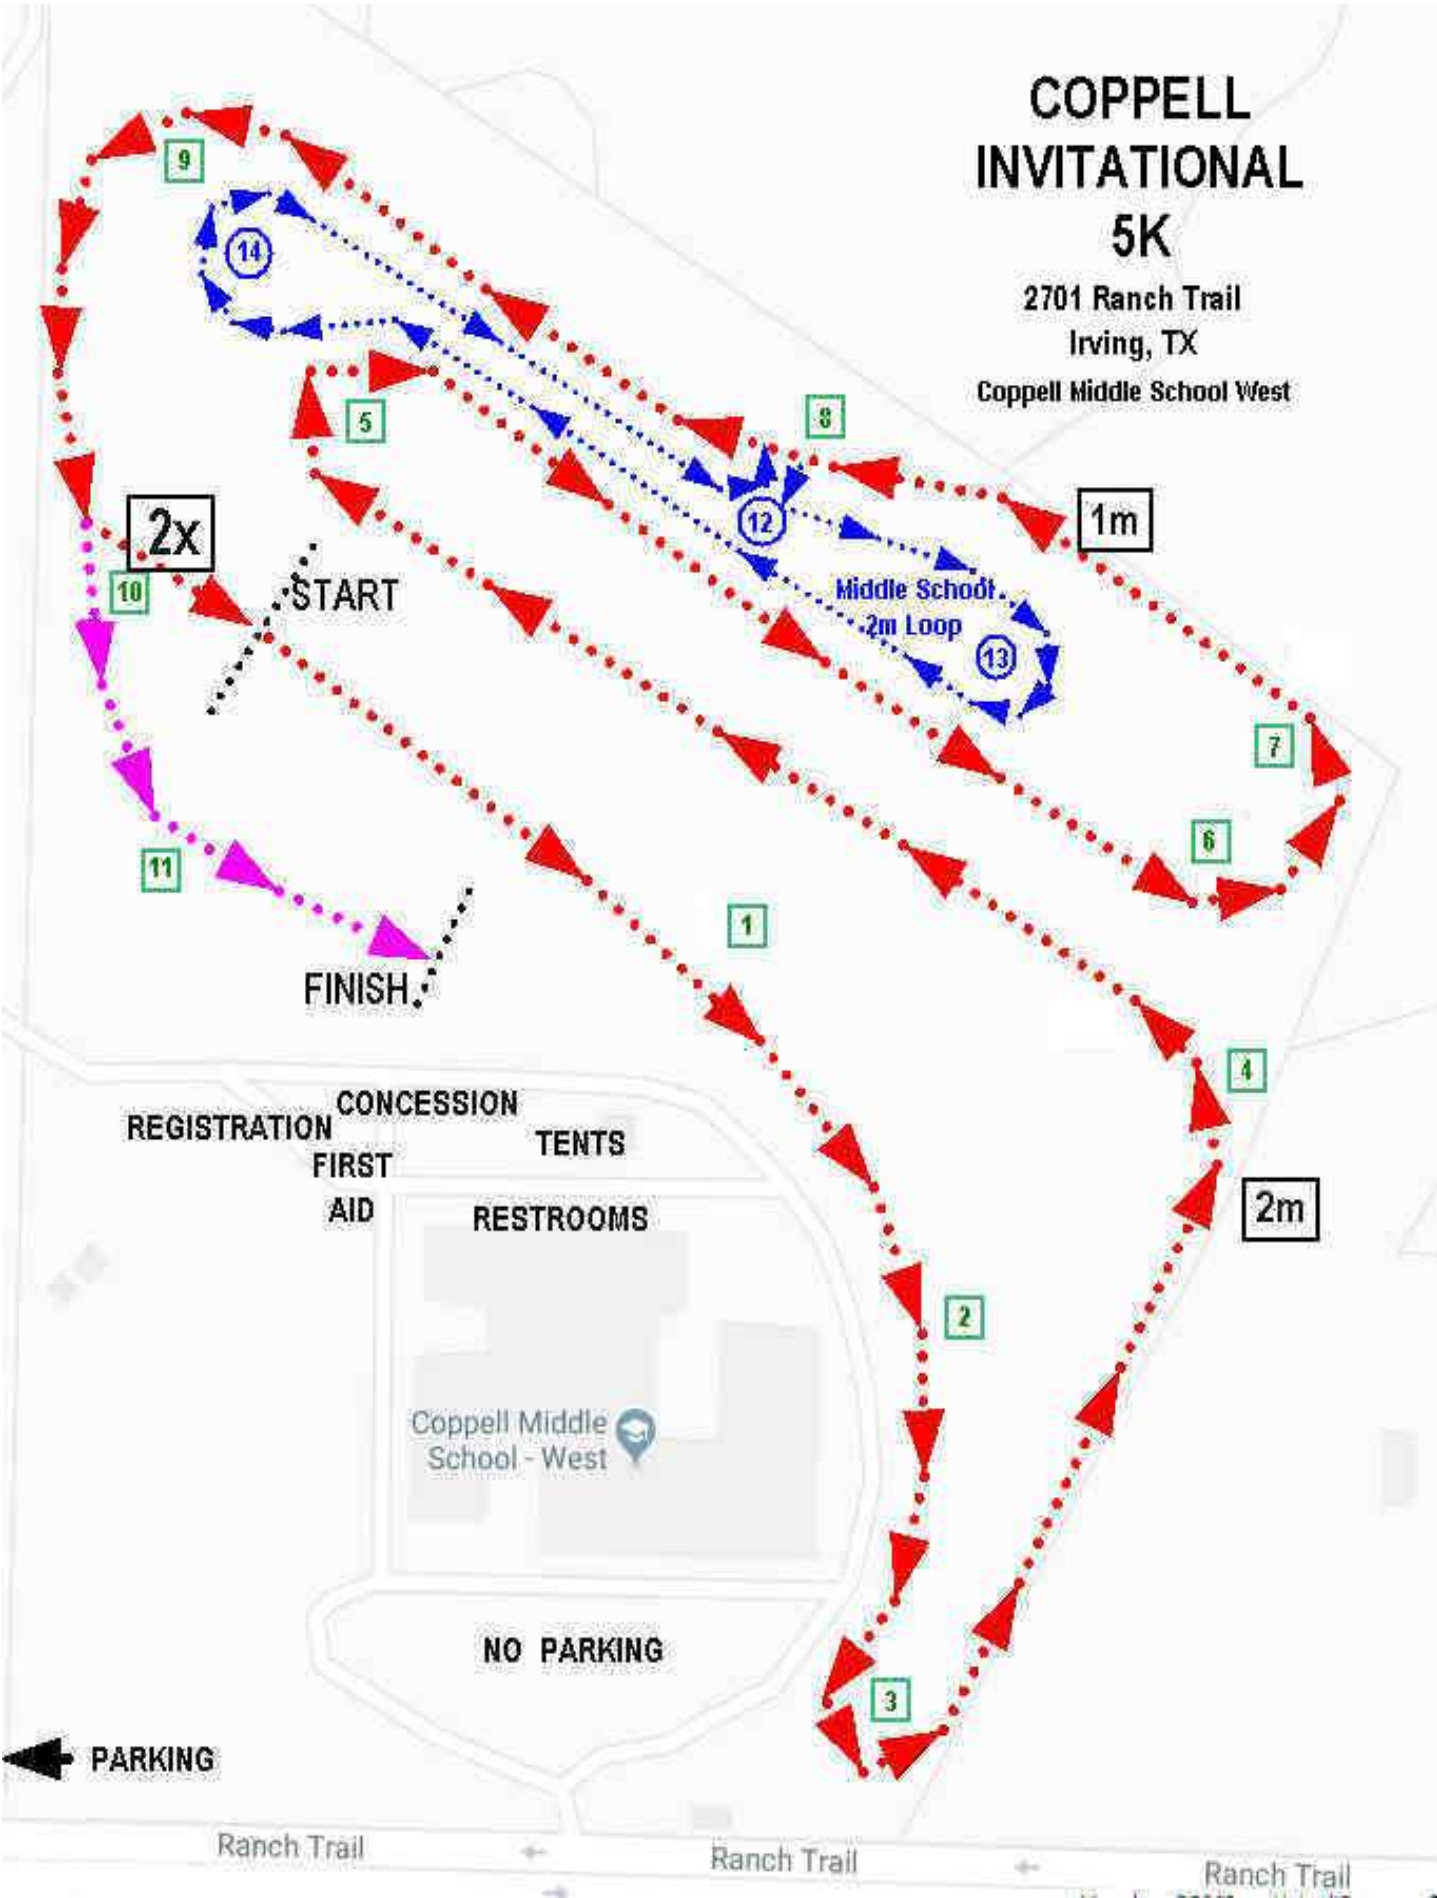 COPPELL
INVITATIONAL
5K
2701 Ranch Trail
Irving, TX
Coppell Middle School West
9
14
5
8
12
1m
2x
START
10
Middle School
2m Loop
13
7
6
11
1
FINISH
4
CONCESSION
REGISTRATION
TENTS
FIRST
AID
RESTROOMS
2m
2
Coppell Middle
School - West
NO PARKING
3
PARKING
Ranch Trail
Ranch Trail
Ranch Trail